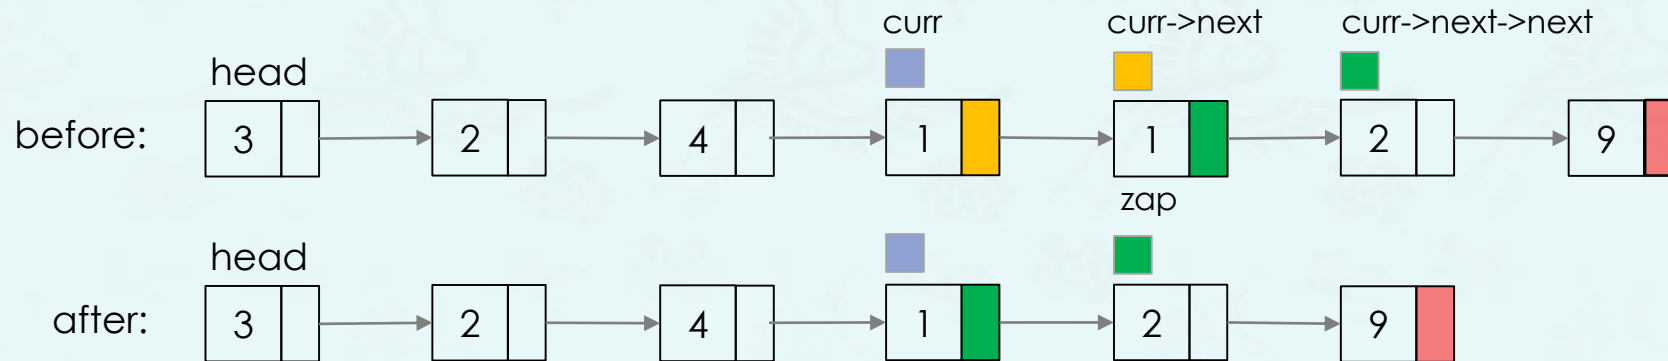 curr curr->next curr->next->next
head
before: 3 2 4 1 1 2 9
zap
head
after: 3 2 4 1 2 9